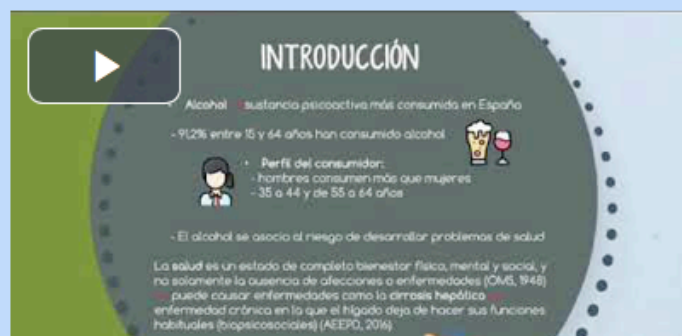 INTRODUCCIÓN
• Alcohol sustancia psicoactiva más consumida en España
- 91,2% entre 15 y 64 años han consumido alcohol
• Perfil del consumidor:
- hombres consumen más que mujeres
- 35 a 44 y de 55 a 64 años
- El alcohol se asocia al riesgo de desarrollar problemas de salud
La salud es un estado de completo bienestar físico, mental y social, y
no solamente la ausencia de afecciones o enfermedades (OMS, 1948)
puede causar enfermedades como la cirrosis hepática
enfermedad crónica en la que el hígado deja de hacer sus funciones
habituales (biopsicosociales) (AEEPD, 2016)